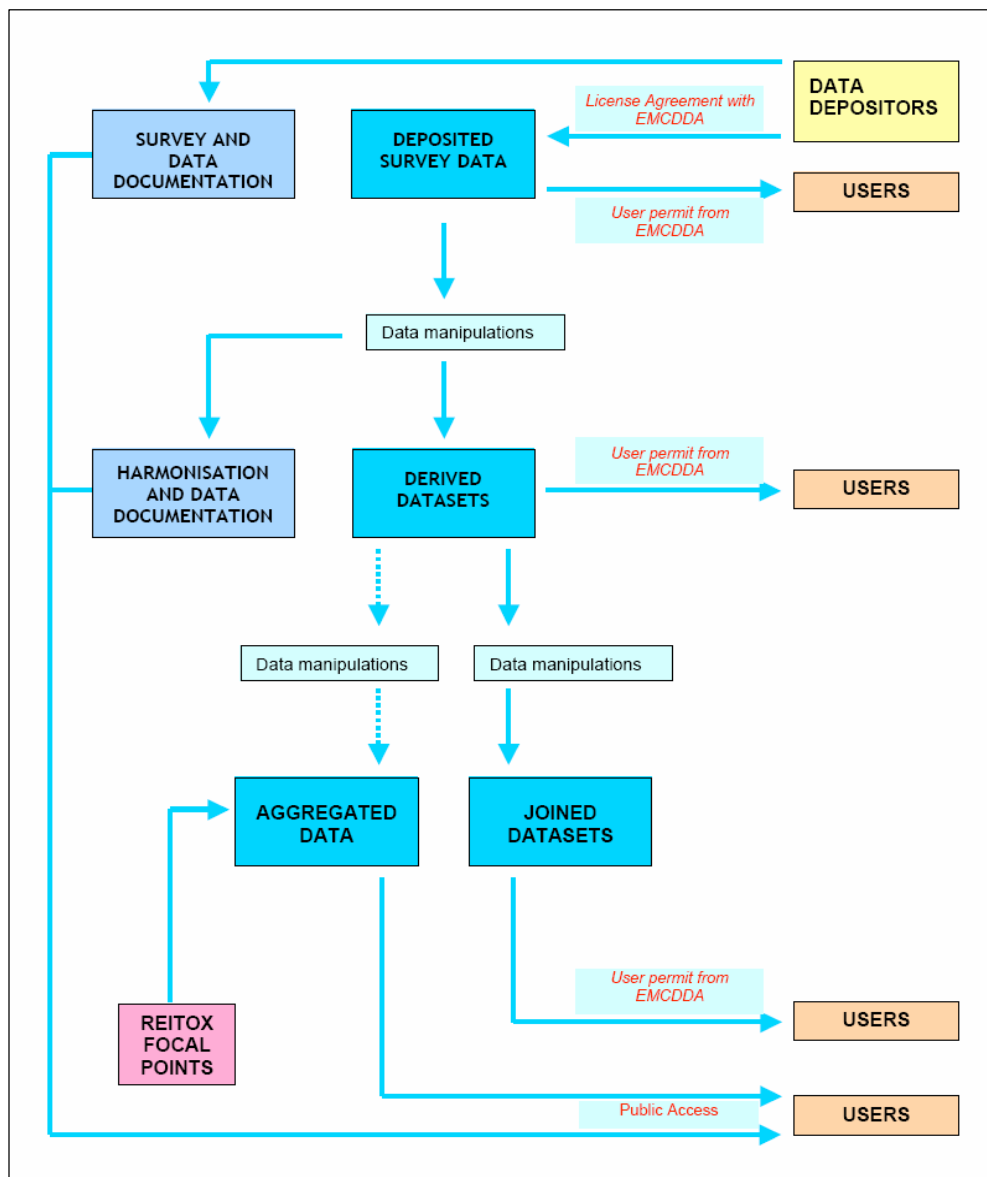 DATA
DEPOSITORS
License Agreement with
EMCDDA
SURVEY AND
DATA
DOCUMENTATION
DEPOSITED
SURVEY DATA
USERS
User permit from
EMCDDA
Data manipulations
HARMONISATION
AND DATA
DOCUMENTATION
DERIVED
DATASETS
User permit from
EMCDDA
USERS
Data manipulations
Data manipulations
AGGREGATED
DATA
JOINED
DATASETS
User permit from
EMCDDA
REITOX
FOCAL
POINTS
USERS
Public Access
USERS